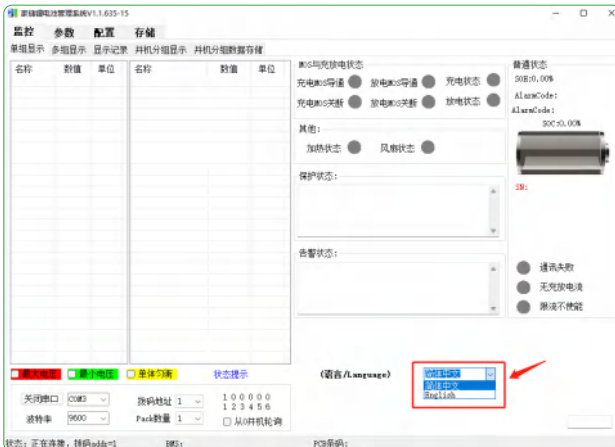 家储锂电池管理系统V1.1.635-15
监控 参数 配置 存储
单组显示 多组显示 显示记录 并机分组显示 并机分组数据存储
名称 数值 单位 名称 数值 单位
MOS与充放电状态
充电MOS导通 放电MOS导通 充电状态
充电MOS关断 放电MOS关断 放电状态
其他:
加热状态 风扇状态
保护状态:
告警状态:
普通状态
SOH:0.00%
AlarmCode:
AlarmCode:
SOC:0.00%
SN:
通讯失败
无充放电流
限流不使能
最大电压 最小电压 单体匀衡 状态提示
(语言/Language) 简体中文
简体中文
English
关闭串口 COM3 拨码地址 1 0 0 0 0 0
1 2 3 4 5 6
波特率 9600 Pack数量 1 从0并机轮询
状态: 正在连接, 拨码addr=1 BMS: PCB条码: